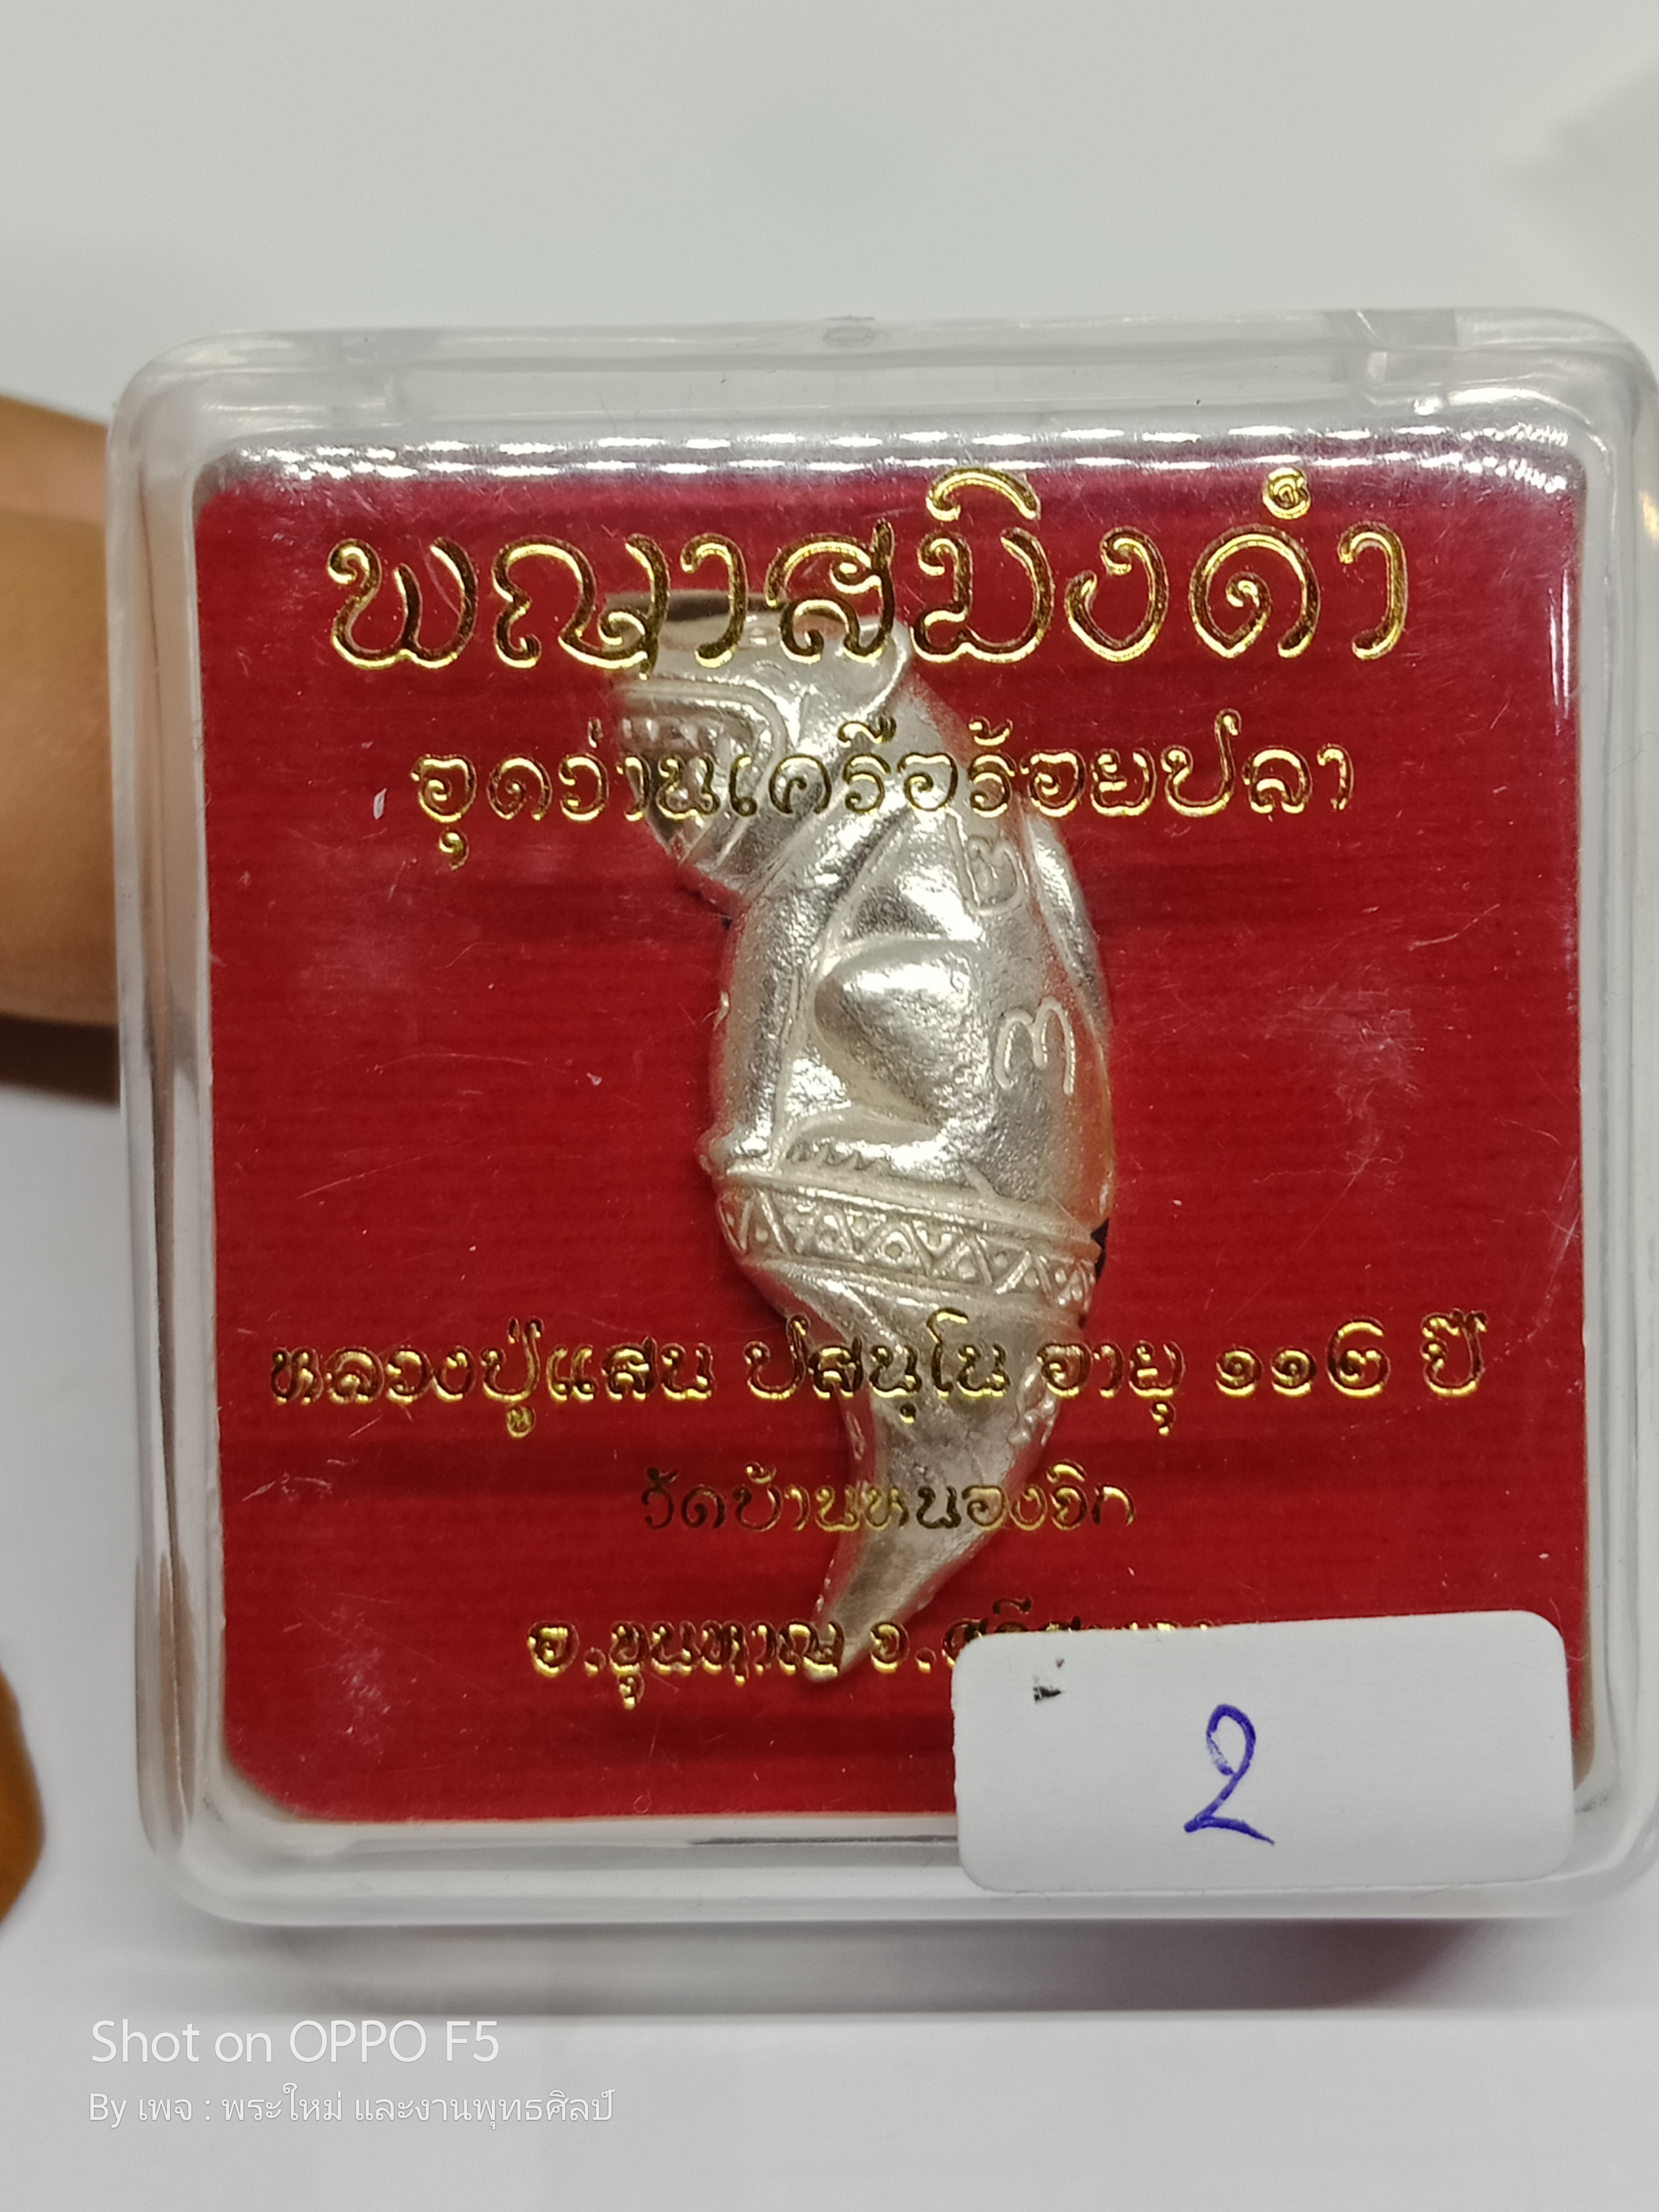 พญาสมิงดำ
อุดว่านเครือร้อยปลา
หลวงปู่แสน ปสนฺโน อายุ ๑๑๒ ปี
วัดบ้านหนองจิก
อ.ขุนหาญ จ.
2
Shot on OPPO F5
By เพจ : พระใหม่ และงานพุทธศิลป์